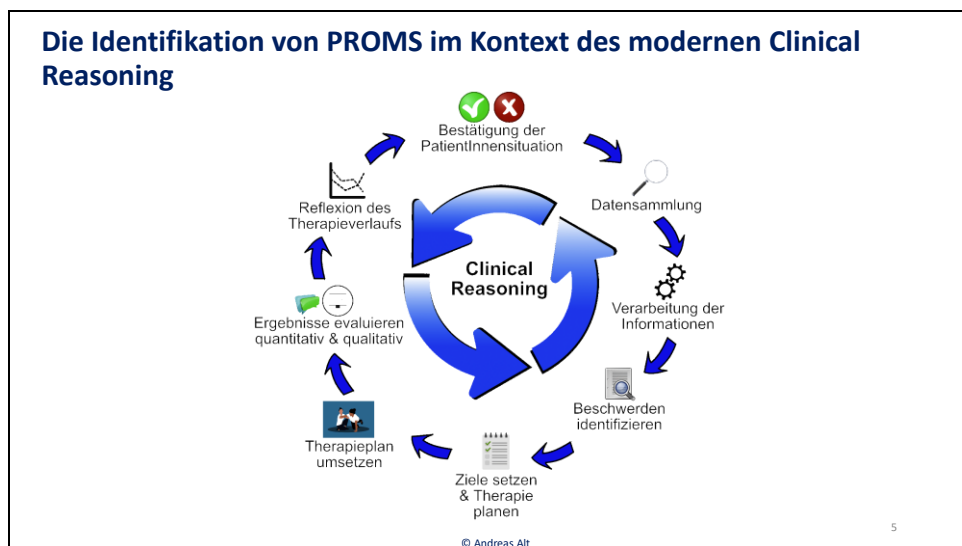 Die Identifikation von PROMS im Kontext des modernen Clinical
Reasoning
Bestätigung der
PatientInnensituation
Datensammlung
Verarbeitung der
Informationen
Beschwerden
identifizieren
Ziele setzen
& Therapie
planen
Therapieplan
umsetzen
Ergebnisse evaluieren
quantitativ & qualitativ
Reflexion des
Therapieverlaufs
Clinical
Reasoning
© Andreas Alt
5